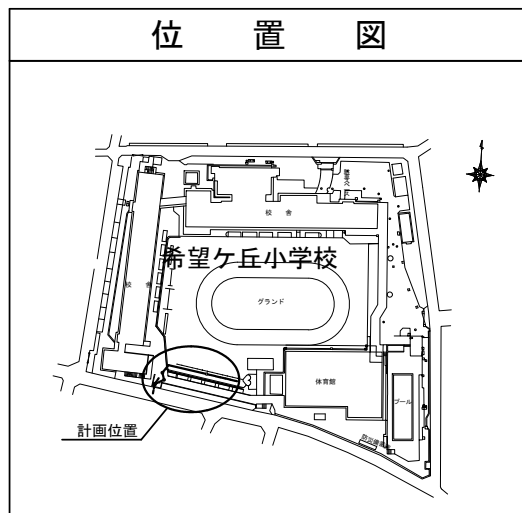 位置図
校舎
希望ケ丘小学校
校舎
グランド
体育館
プール
計画位置